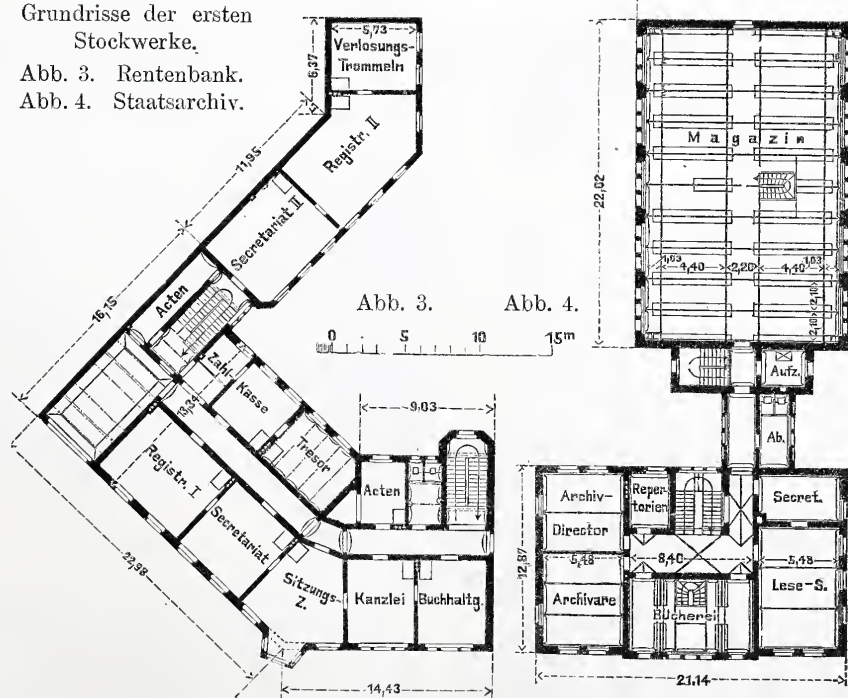 Grundrisse der ersten
Stockwerke.
Abb. 3. Rentenbank.
Abb. 4. Staatsarchiv.
5,73
Verlosungs-
Trommeln
6,37
11,95
Registr. II
Secretariat II
16,15
Acten
Zahl-
Kasse
13,34
Tresor
Registr. I
Secretariat
Sitzungs-
Z.
22,98
9,03
Acten
Kanzlei
Buchhaltg.
14,43
Abb. 3.
Abb. 4.
0 5 10 15m
22,02
Magazin
1,03
4,40
2,20
4,40
1,03
2,10
2,10
Aufz.
Ab.
12,87
Archiv-
Director
5,48
Archivare
Reper-
torien
8,40
Bücherei
Secret.
5,48
Lese-S.
21,14